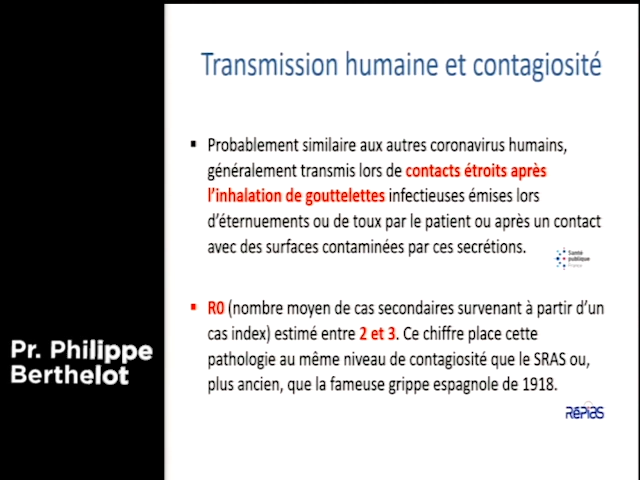 Transmission humaine et contagiosité
▪ Probablement similaire aux autres coronavirus humains,
généralement transmis lors de contacts étroits après
l'inhalation de gouttelettes infectieuses émises lors
d'éternuements ou de toux par le patient ou après un contact
avec des surfaces contaminées par ces secrétions.
Santé
publique
France
▪ R0 (nombre moyen de cas secondaires survenant à partir d'un
cas index) estimé entre 2 et 3. Ce chiffre place cette
pathologie au même niveau de contagiosité que le SRAS ou,
plus ancien, que la fameuse grippe espagnole de 1918.
RéPIAS
Pr. Philippe
Berthelot